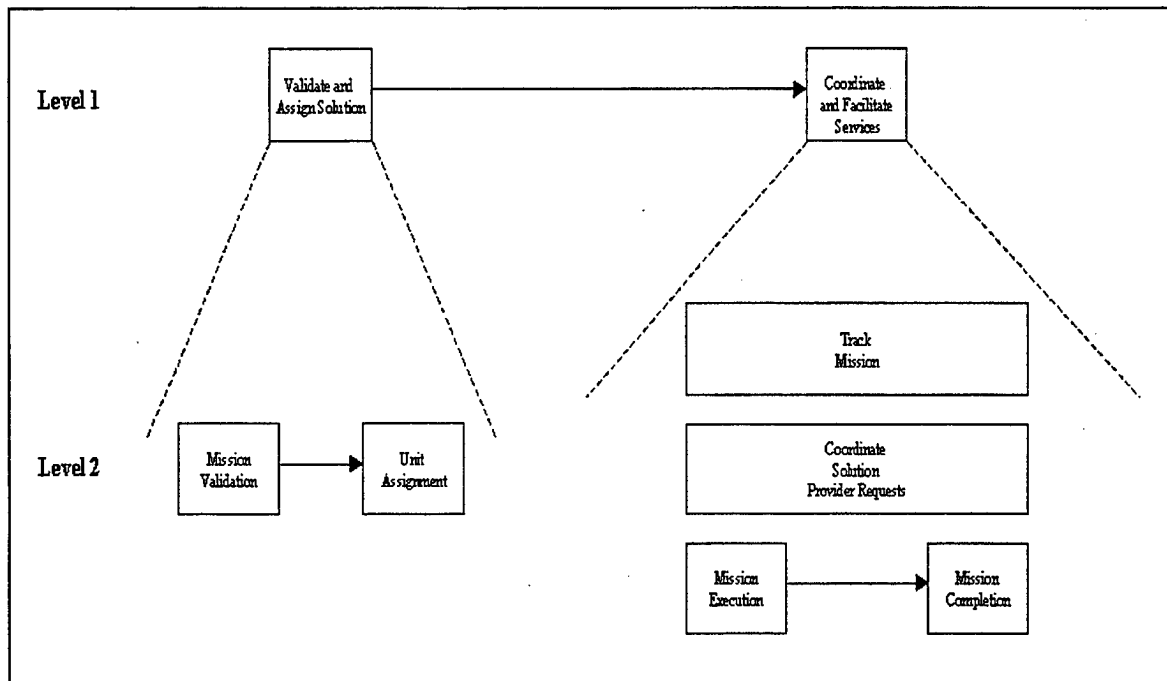 Level 1
Validate and
Assign Solution
Coordinate
and Facilitate
Services
Track
Mission
Level 2
Mission
Validation
Unit
Assignment
Coordinate
Solution
Provider Requests
Mission
Execution
Mission
Completion